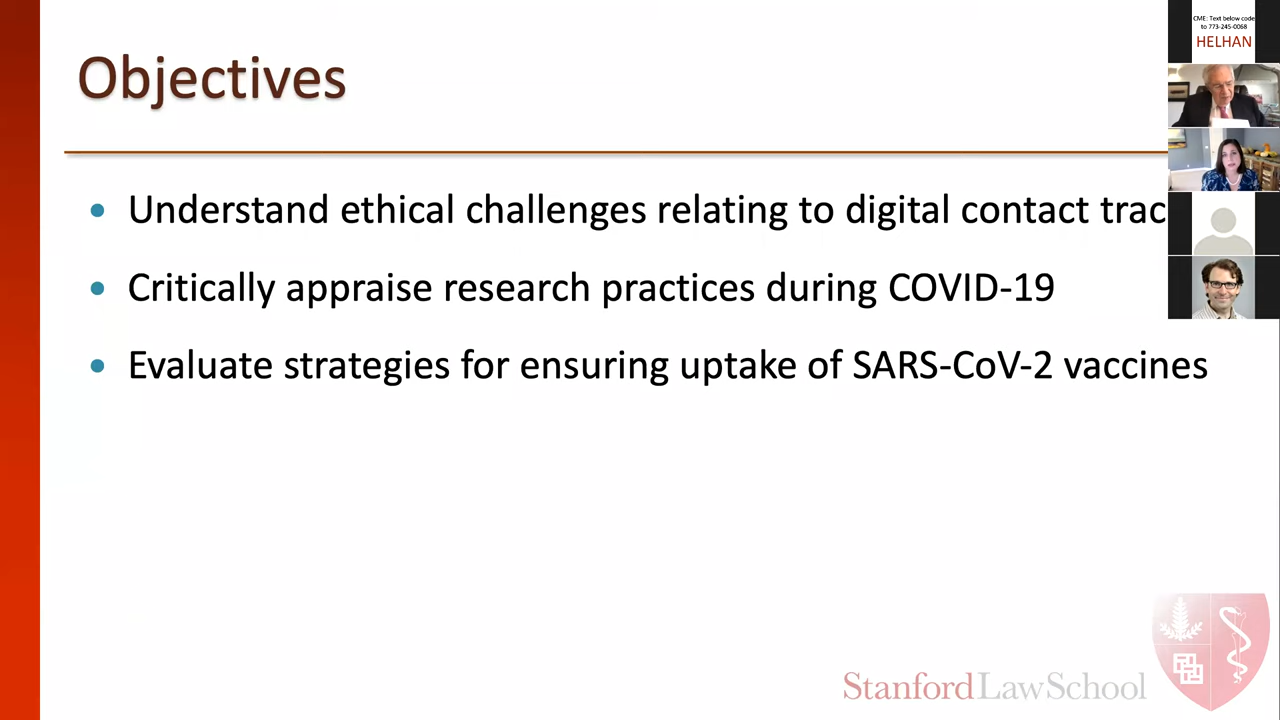 Objectives
CME: Text below code
to 773-245-0068
HELHAN
Understand ethical challenges relating to digital contact trac
Critically appraise research practices during COVID-19
Evaluate strategies for ensuring uptake of SARS-CoV-2 vaccines
Stanford Law School